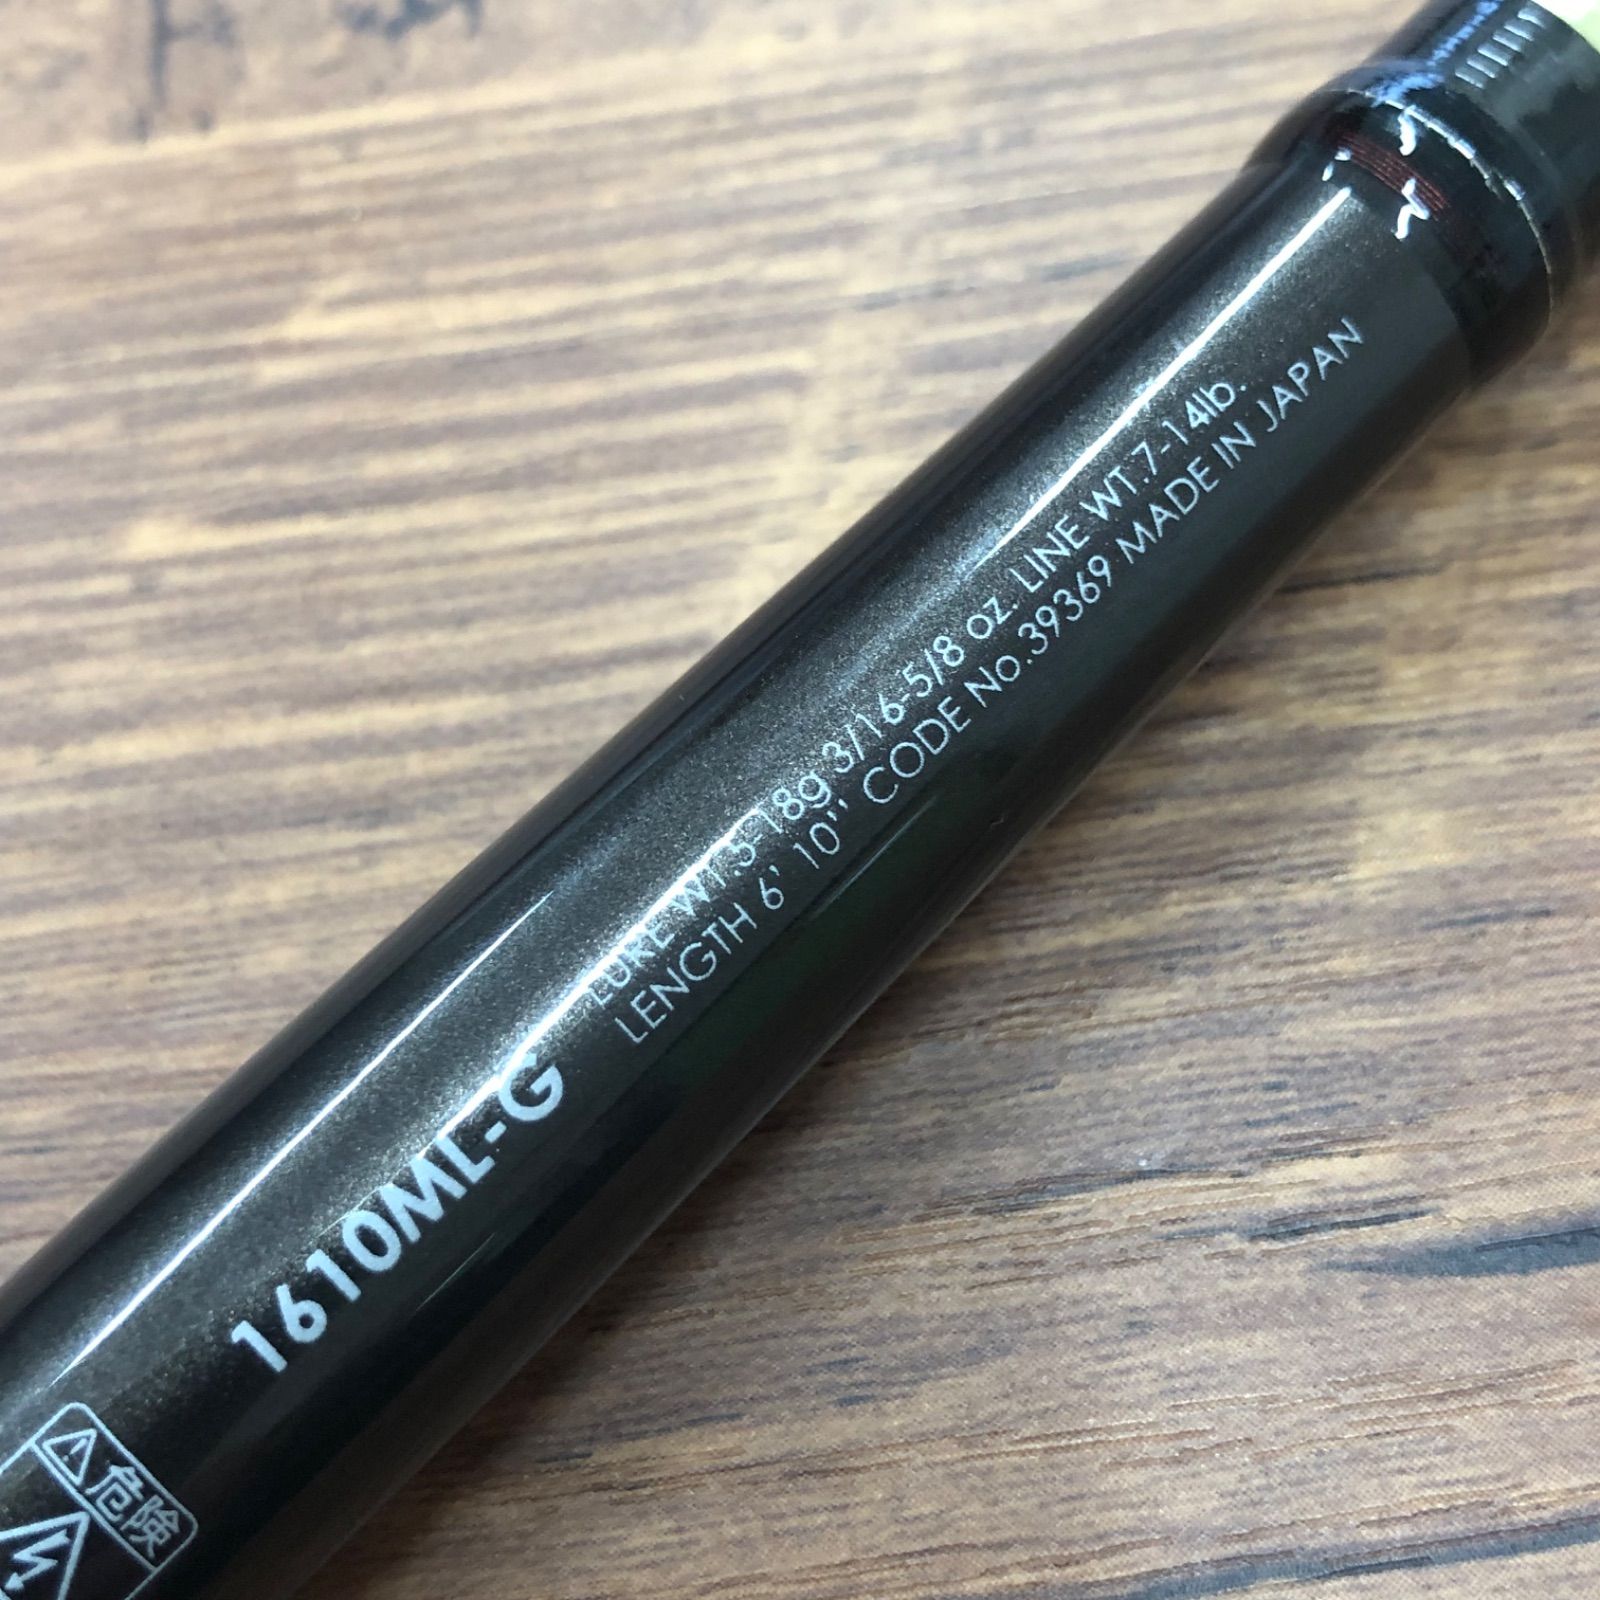 危険
1610ML-G
LURE WT.5-18g 3/16-5/8 oz. LINE WT.7-14lb.
LENGTH 6' 10" CODE No.39369 MADE IN JAPAN